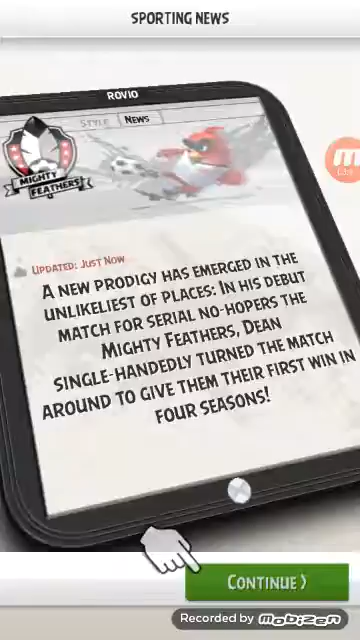 SPORTING NEWS
ROVIO
STYLE NEWS
MIGHTY
FEATHERS
UPDATED: JUST NOW
A NEW PRODIGY HAS EMERGED IN THE
UNLIKELIEST OF PLACES: IN HIS DEBUT
MATCH FOR SERIAL NO-HOPERS THE
MIGHTY FEATHERS, DEAN
SINGLE-HANDEDLY TURNED THE MATCH
AROUND TO GIVE THEM THEIR FIRST WIN IN
FOUR SEASONS!
CONTINUE >
Recorded by mobizen